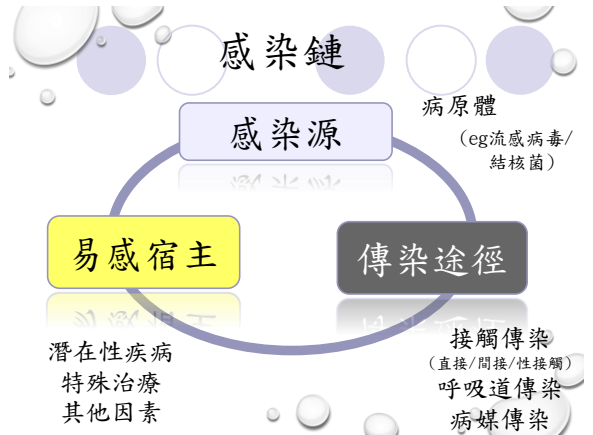 感染鏈
感染源
病原體
（eg流感病毒/
結核菌）
易感宿主
傳染途徑
潛在性疾病
特殊治療
其他因素
接觸傳染
（直接/間接/性接觸）
呼吸道傳染
病媒傳染